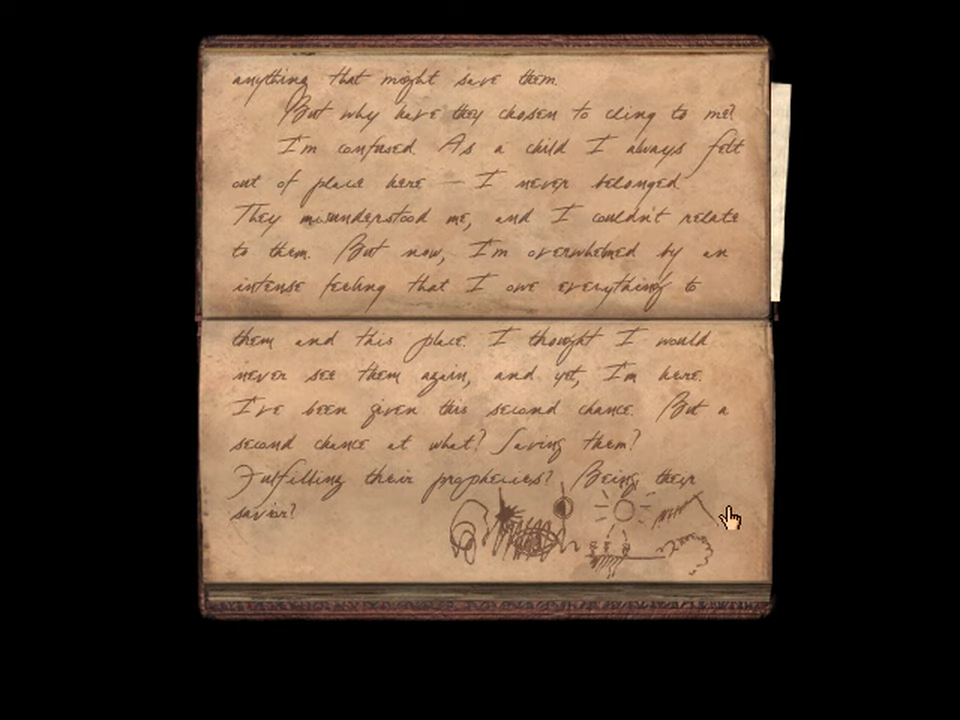 anything that might save them.
But why have they chosen to cling to me?
I'm confused. As a child I always felt
out of place here — I never belonged.
They misunderstood me, and I couldn't relate
to them. But now, I'm overwhelmed by an
intense feeling that I owe everything to
them and this place. I thought I would
never see them again, and yet, I'm here.
I've been given this second chance. But a
second chance at what? Saving them?
Fulfilling their prophecies? Being their
savior?